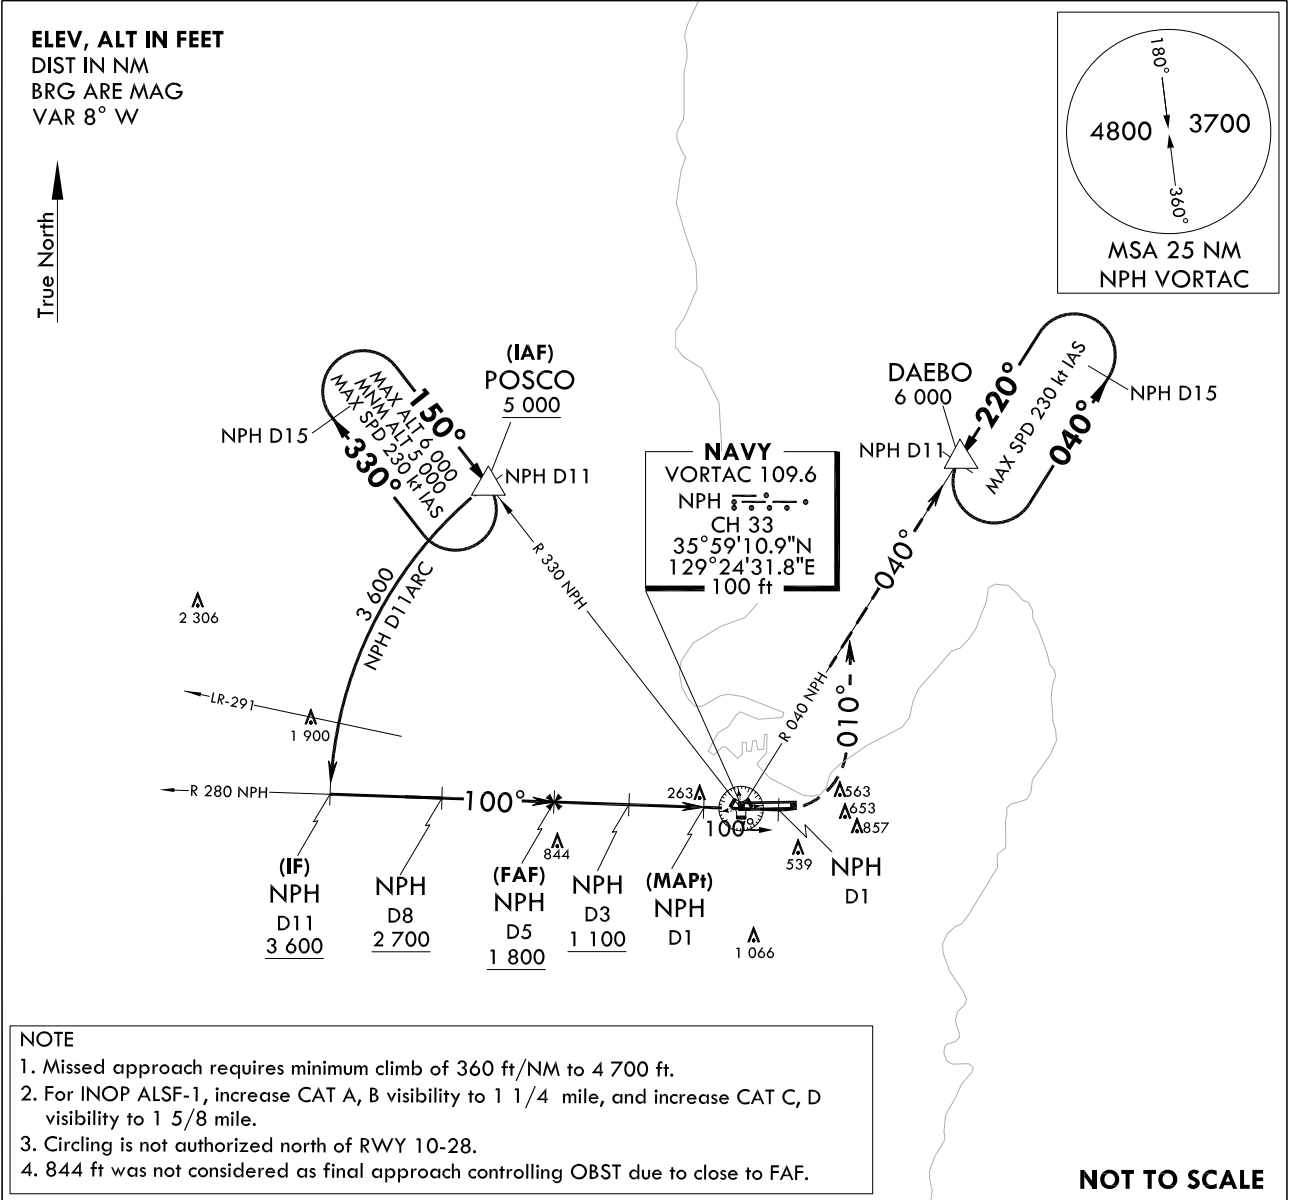 ELEV, ALT IN FEET
DIST IN NM
BRG ARE MAG
VAR 8° W
True North
180°
4800
3700
360°
MSA 25 NM
NPH VORTAC
(IAF)
POSCO
5 000
MAX ALT 6 000
MNM ALT 5 000
MAX SPD 230 kt IAS
150°
330°
NPH D15
NPH D11
DAEBO
6 000
NPH D11
220°
MAX SPD 230 kt IAS
040°
NPH D15
NAVY
VORTAC 109.6
NPH
CH 33
35°59'10.9"N
129°24'31.8"E
100 ft
R 330 NPH
040°
3 600
NPH D11ARC
2 306
LR-291
1 900
R 040 NPH
010°
R 280 NPH
100°
263
100°
563
653
857
844
539
(IF)
NPH
D11
3 600
NPH
D8
2 700
(FAF)
NPH
D5
1 800
NPH
D3
1 100
(MAPt)
NPH
D1
NPH
D1
1 066
NOTE
1. Missed approach requires minimum climb of 360 ft/NM to 4 700 ft.
2. For INOP ALSF-1, increase CAT A, B visibility to 1 1/4 mile, and increase CAT C, D
visibility to 1 5/8 mile.
3. Circling is not authorized north of RWY 10-28.
4. 844 ft was not considered as final approach controlling OBST due to close to FAF.
NOT TO SCALE